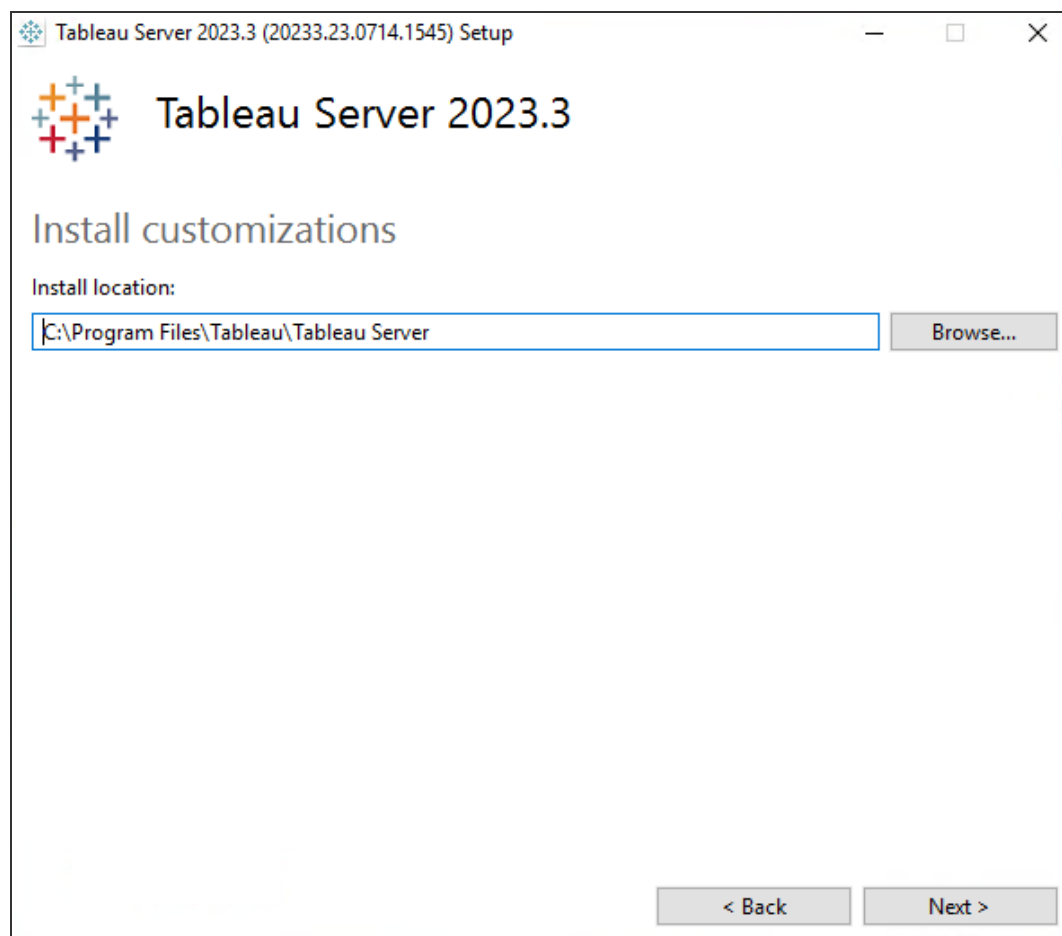 Tableau Server 2023.3 (20233.23.0714.1545) Setup
Tableau Server 2023.3
Install customizations
Install location:
C:\Program Files\Tableau\Tableau Server
Browse...
< Back
Next >